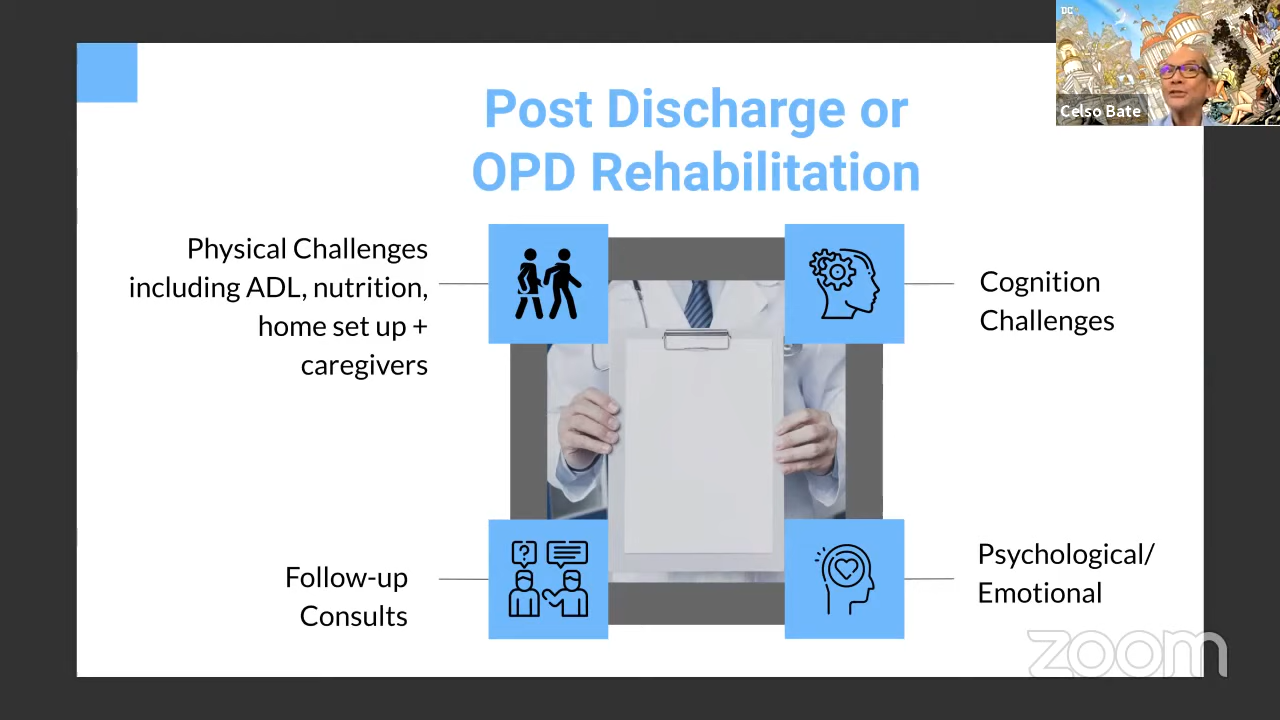 DC
Celso Bate
Post Discharge or
OPD Rehabilitation
Physical Challenges
including ADL, nutrition,
home set up +
caregivers
Cognition
Challenges
?
Follow-up
Consults
Psychological/
Emotional
zoom